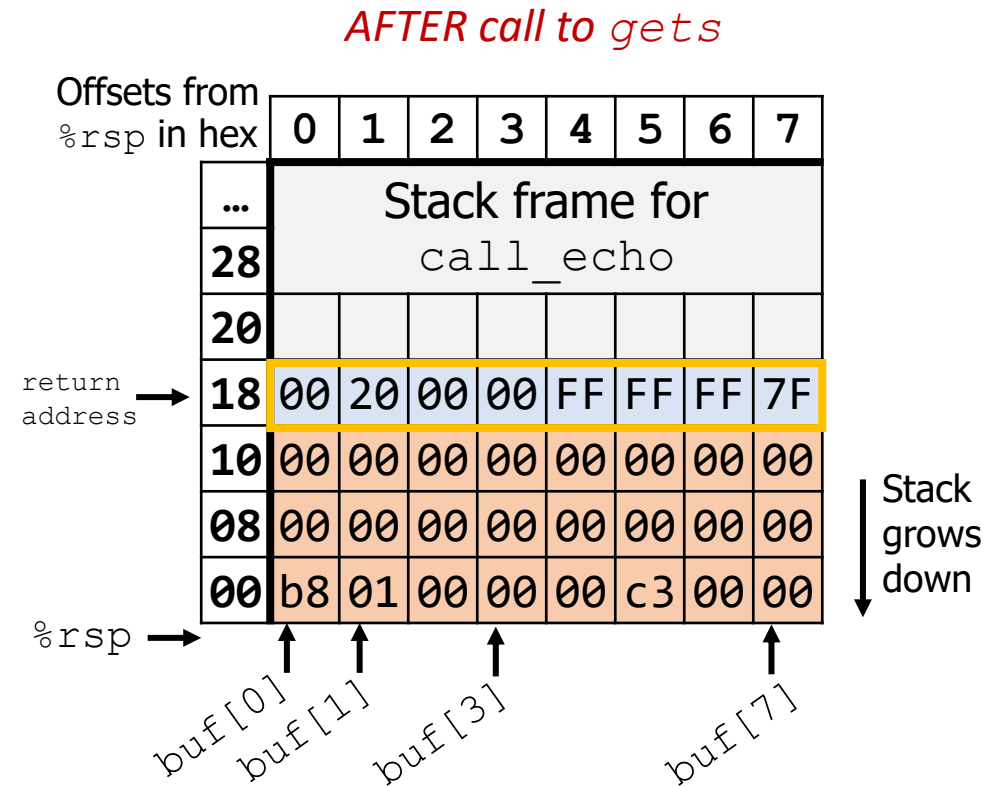 AFTER call to gets
Offsets from
%rsp in hex
0 1 2 3 4 5 6 7
… Stack frame for
28 call_echo
20
return
address
18 00 20 00 00 FF FF FF 7F
10 00 00 00 00 00 00 00 00
08 00 00 00 00 00 00 00 00
00 b8 01 00 00 00 c3 00 00
Stack
grows
down
%rsp
buf[0]
buf[1]
buf[3]
buf[7]